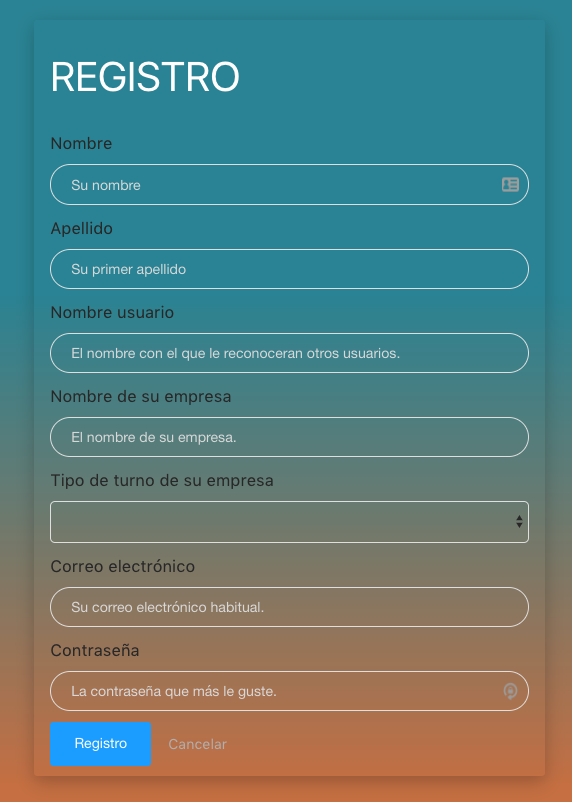 REGISTRO
Nombre
Su nombre
Apellido
Su primer apellido
Nombre usuario
El nombre con el que le reconoceran otros usuarios.
Nombre de su empresa
El nombre de su empresa.
Tipo de turno de su empresa
Correo electrónico
Su correo electrónico habitual.
Contraseña
La contraseña que más le guste.
Registro Cancelar